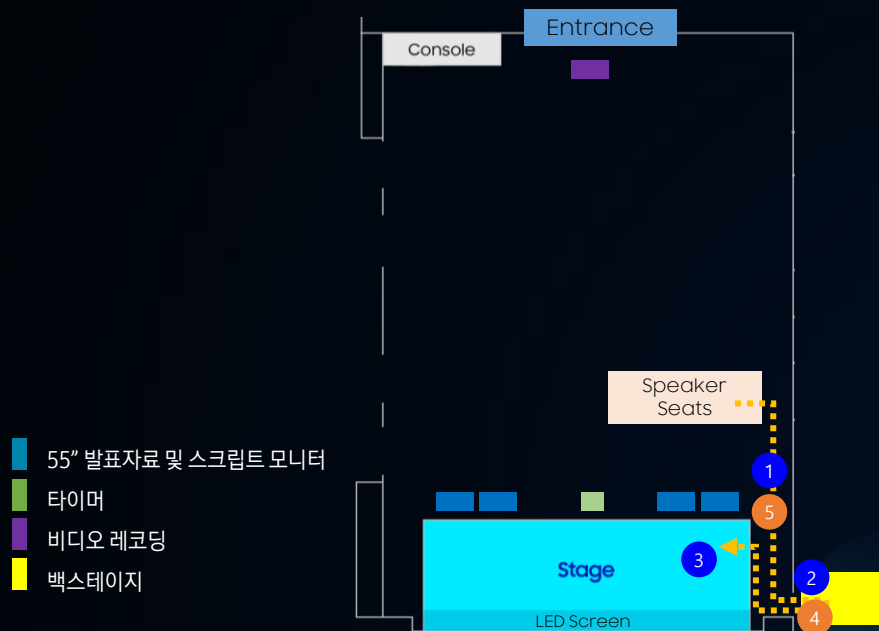 Entrance
Console
Speaker
Seats
1
5
2
3
4
Stage
LED Screen
55” 발표자료 및 스크립트 모니터
타이머
비디오 레코딩
백스테이지